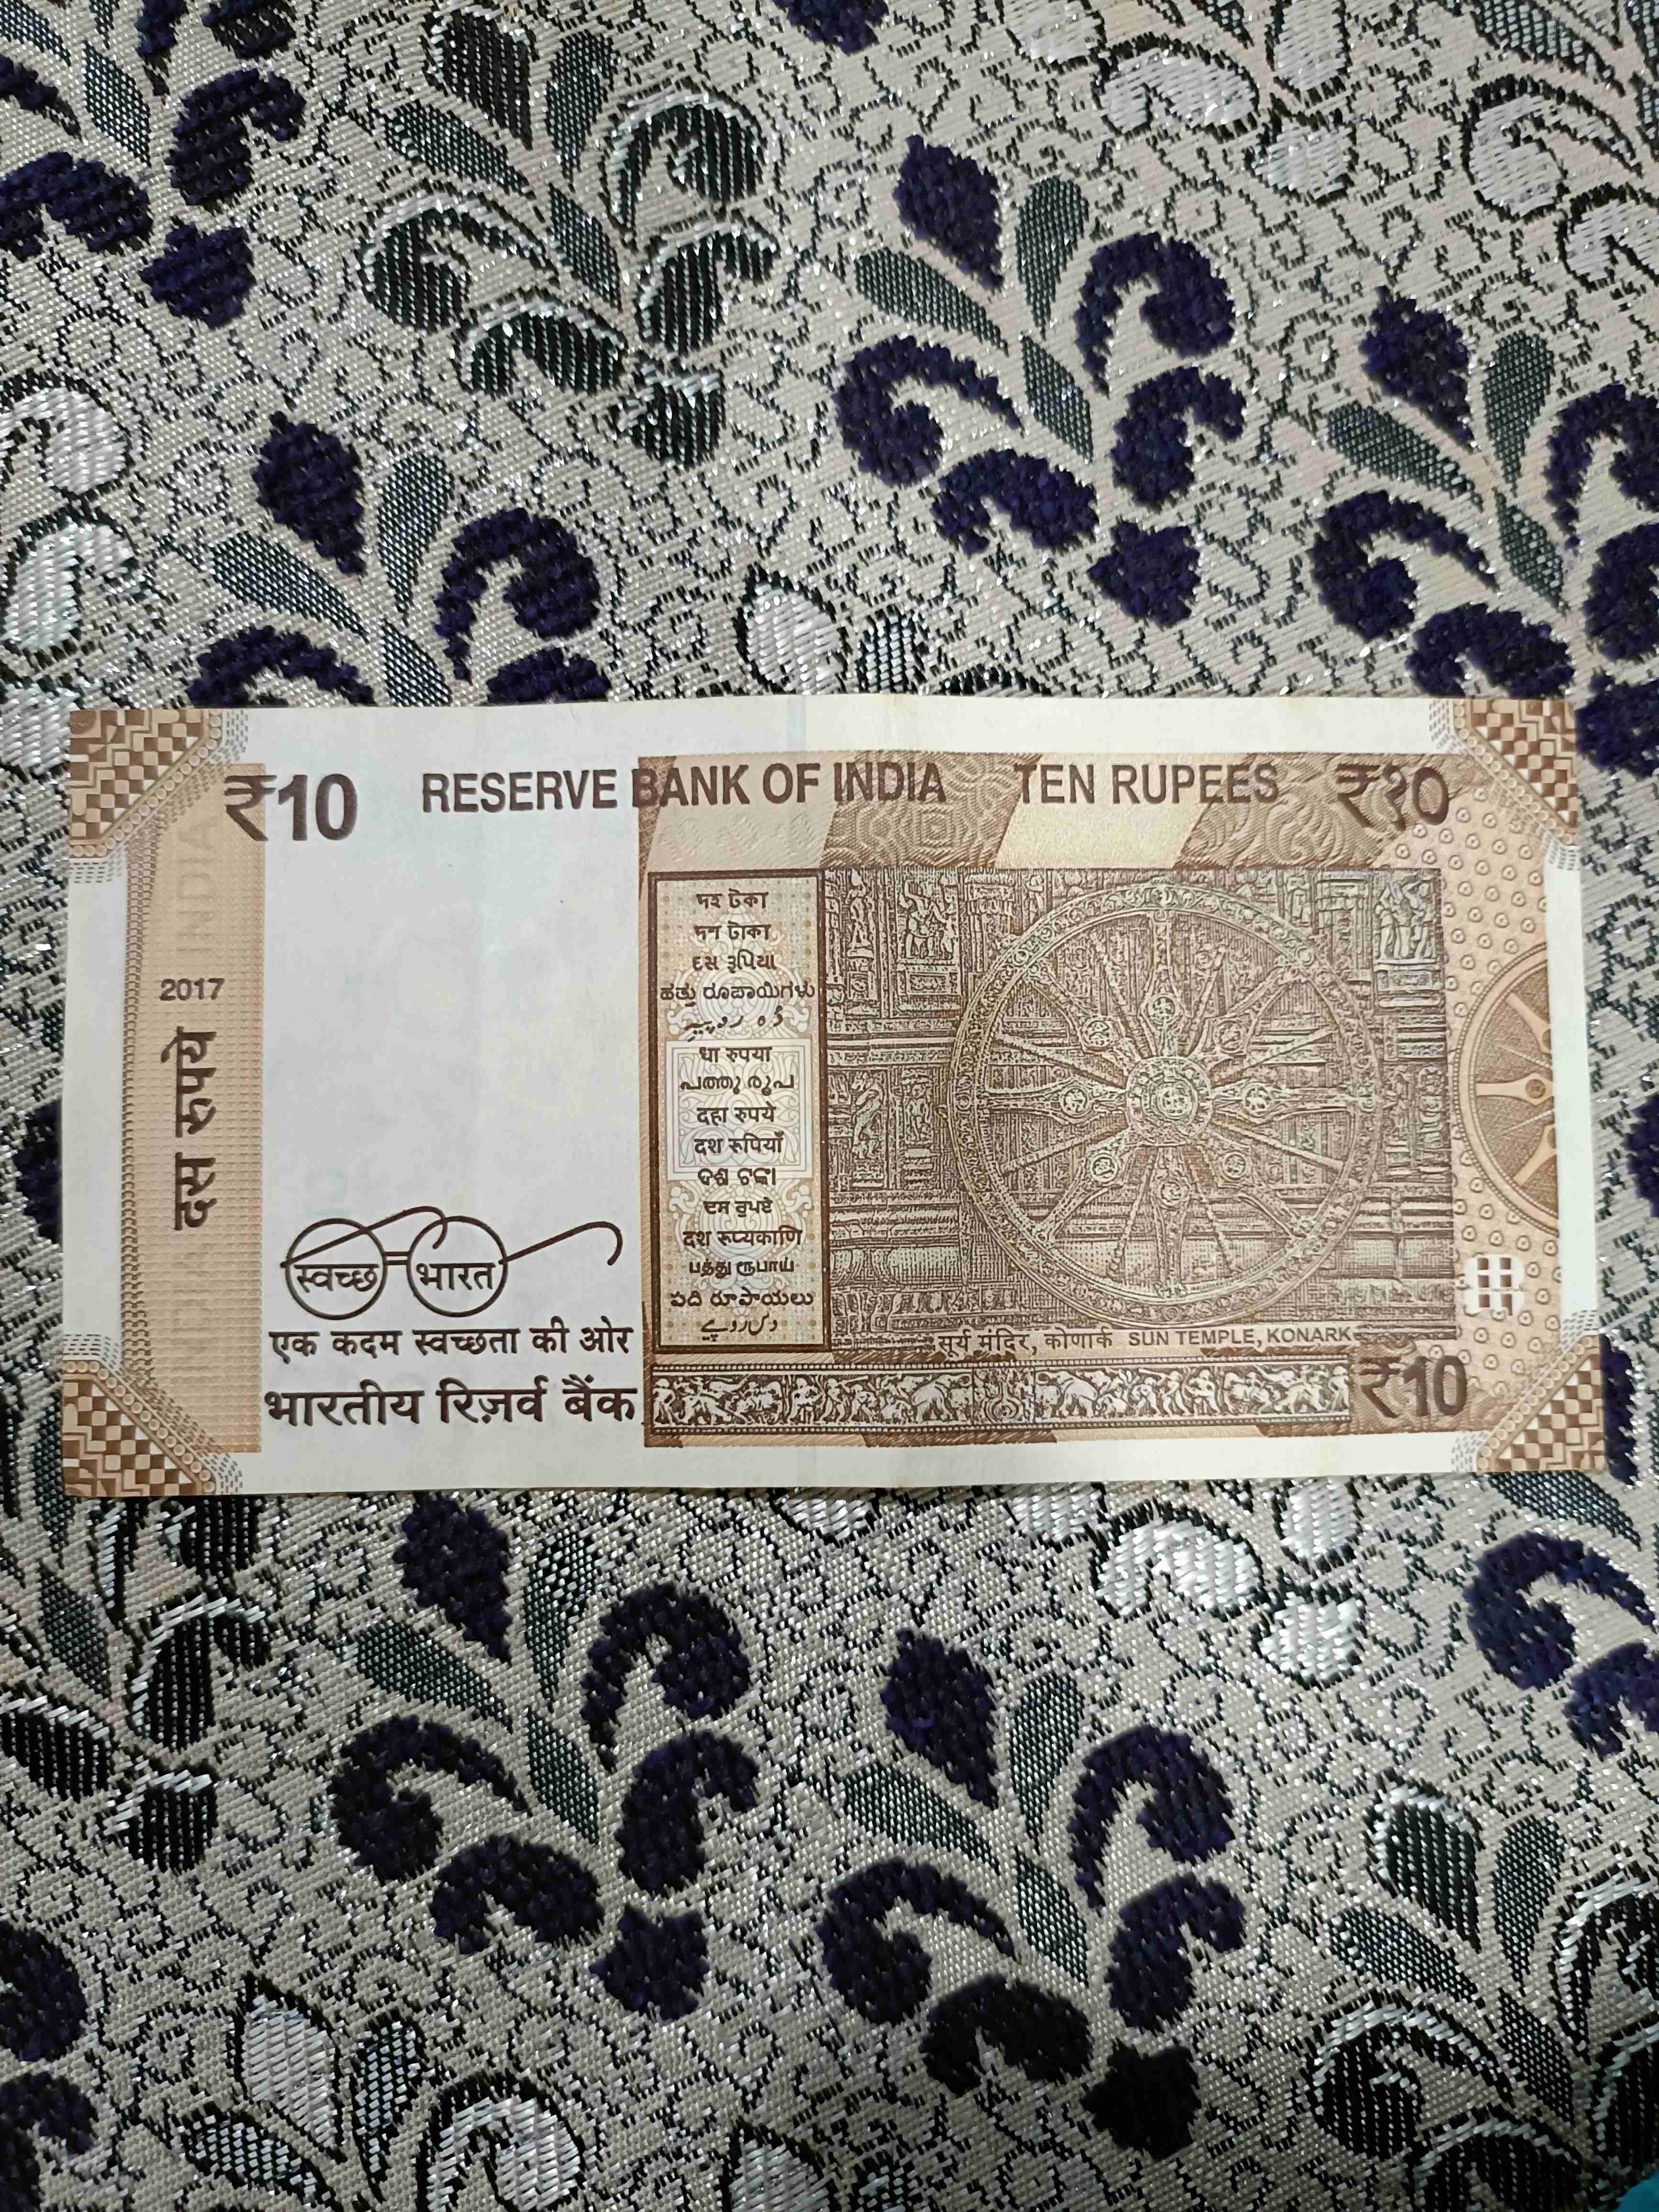 ₹10 RESERVE BANK OF INDIA TEN RUPEES ₹१०
INDIA
2017
दस रुपये
দহ টকা
দশ টাকা
દસ રૂપિયા
ಹತ್ತು ರೂಪಾಯಿಗಳು
धा रुपया
പത്തു രൂപ
दहा रुपये
दश रूपियाँ
ଦଶ ଟଙ୍କା
ਦਸ ਰੁਪਏ
दश रूप्यकाणि
பத்து ரூபாய்
పది రూపాయలు
دس روپے
सूर्य मंदिर, कोणार्क SUN TEMPLE, KONARK
स्वच्छ भारत
एक कदम स्वच्छता की ओर
भारतीय रिज़र्व बैंक
₹10